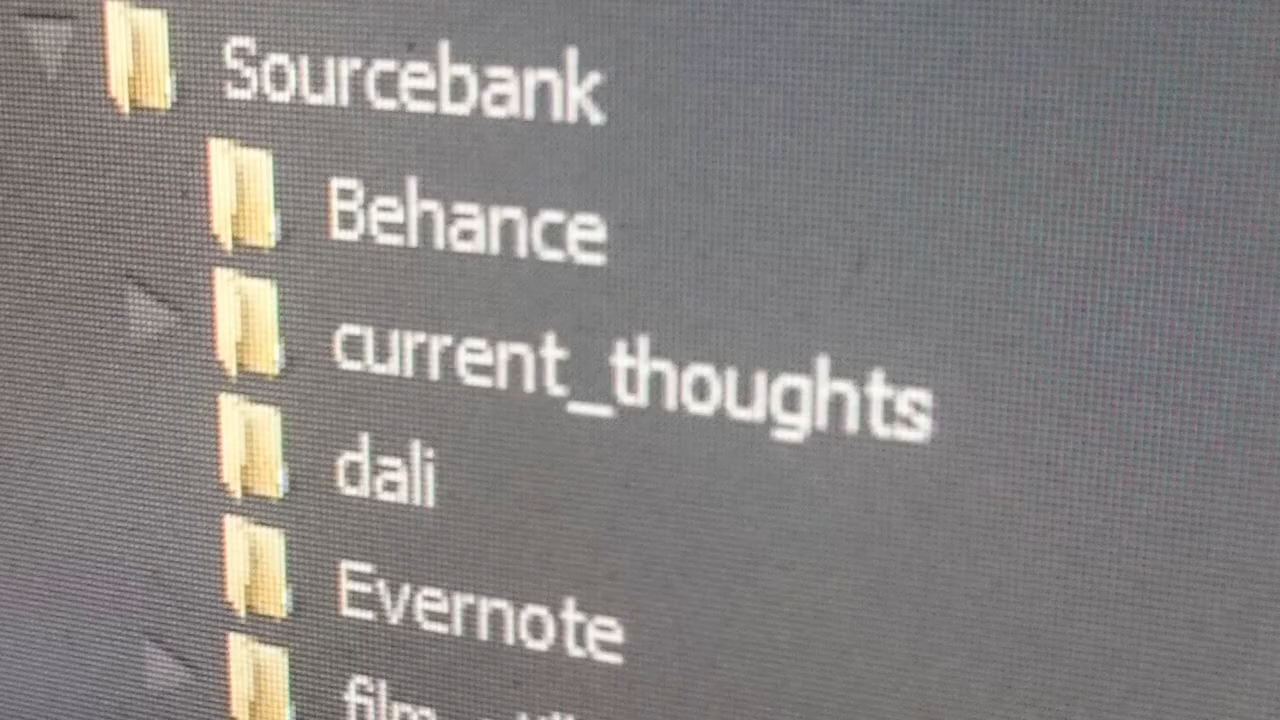 Sourcebank
Behance
current_thoughts
dali
Evernote